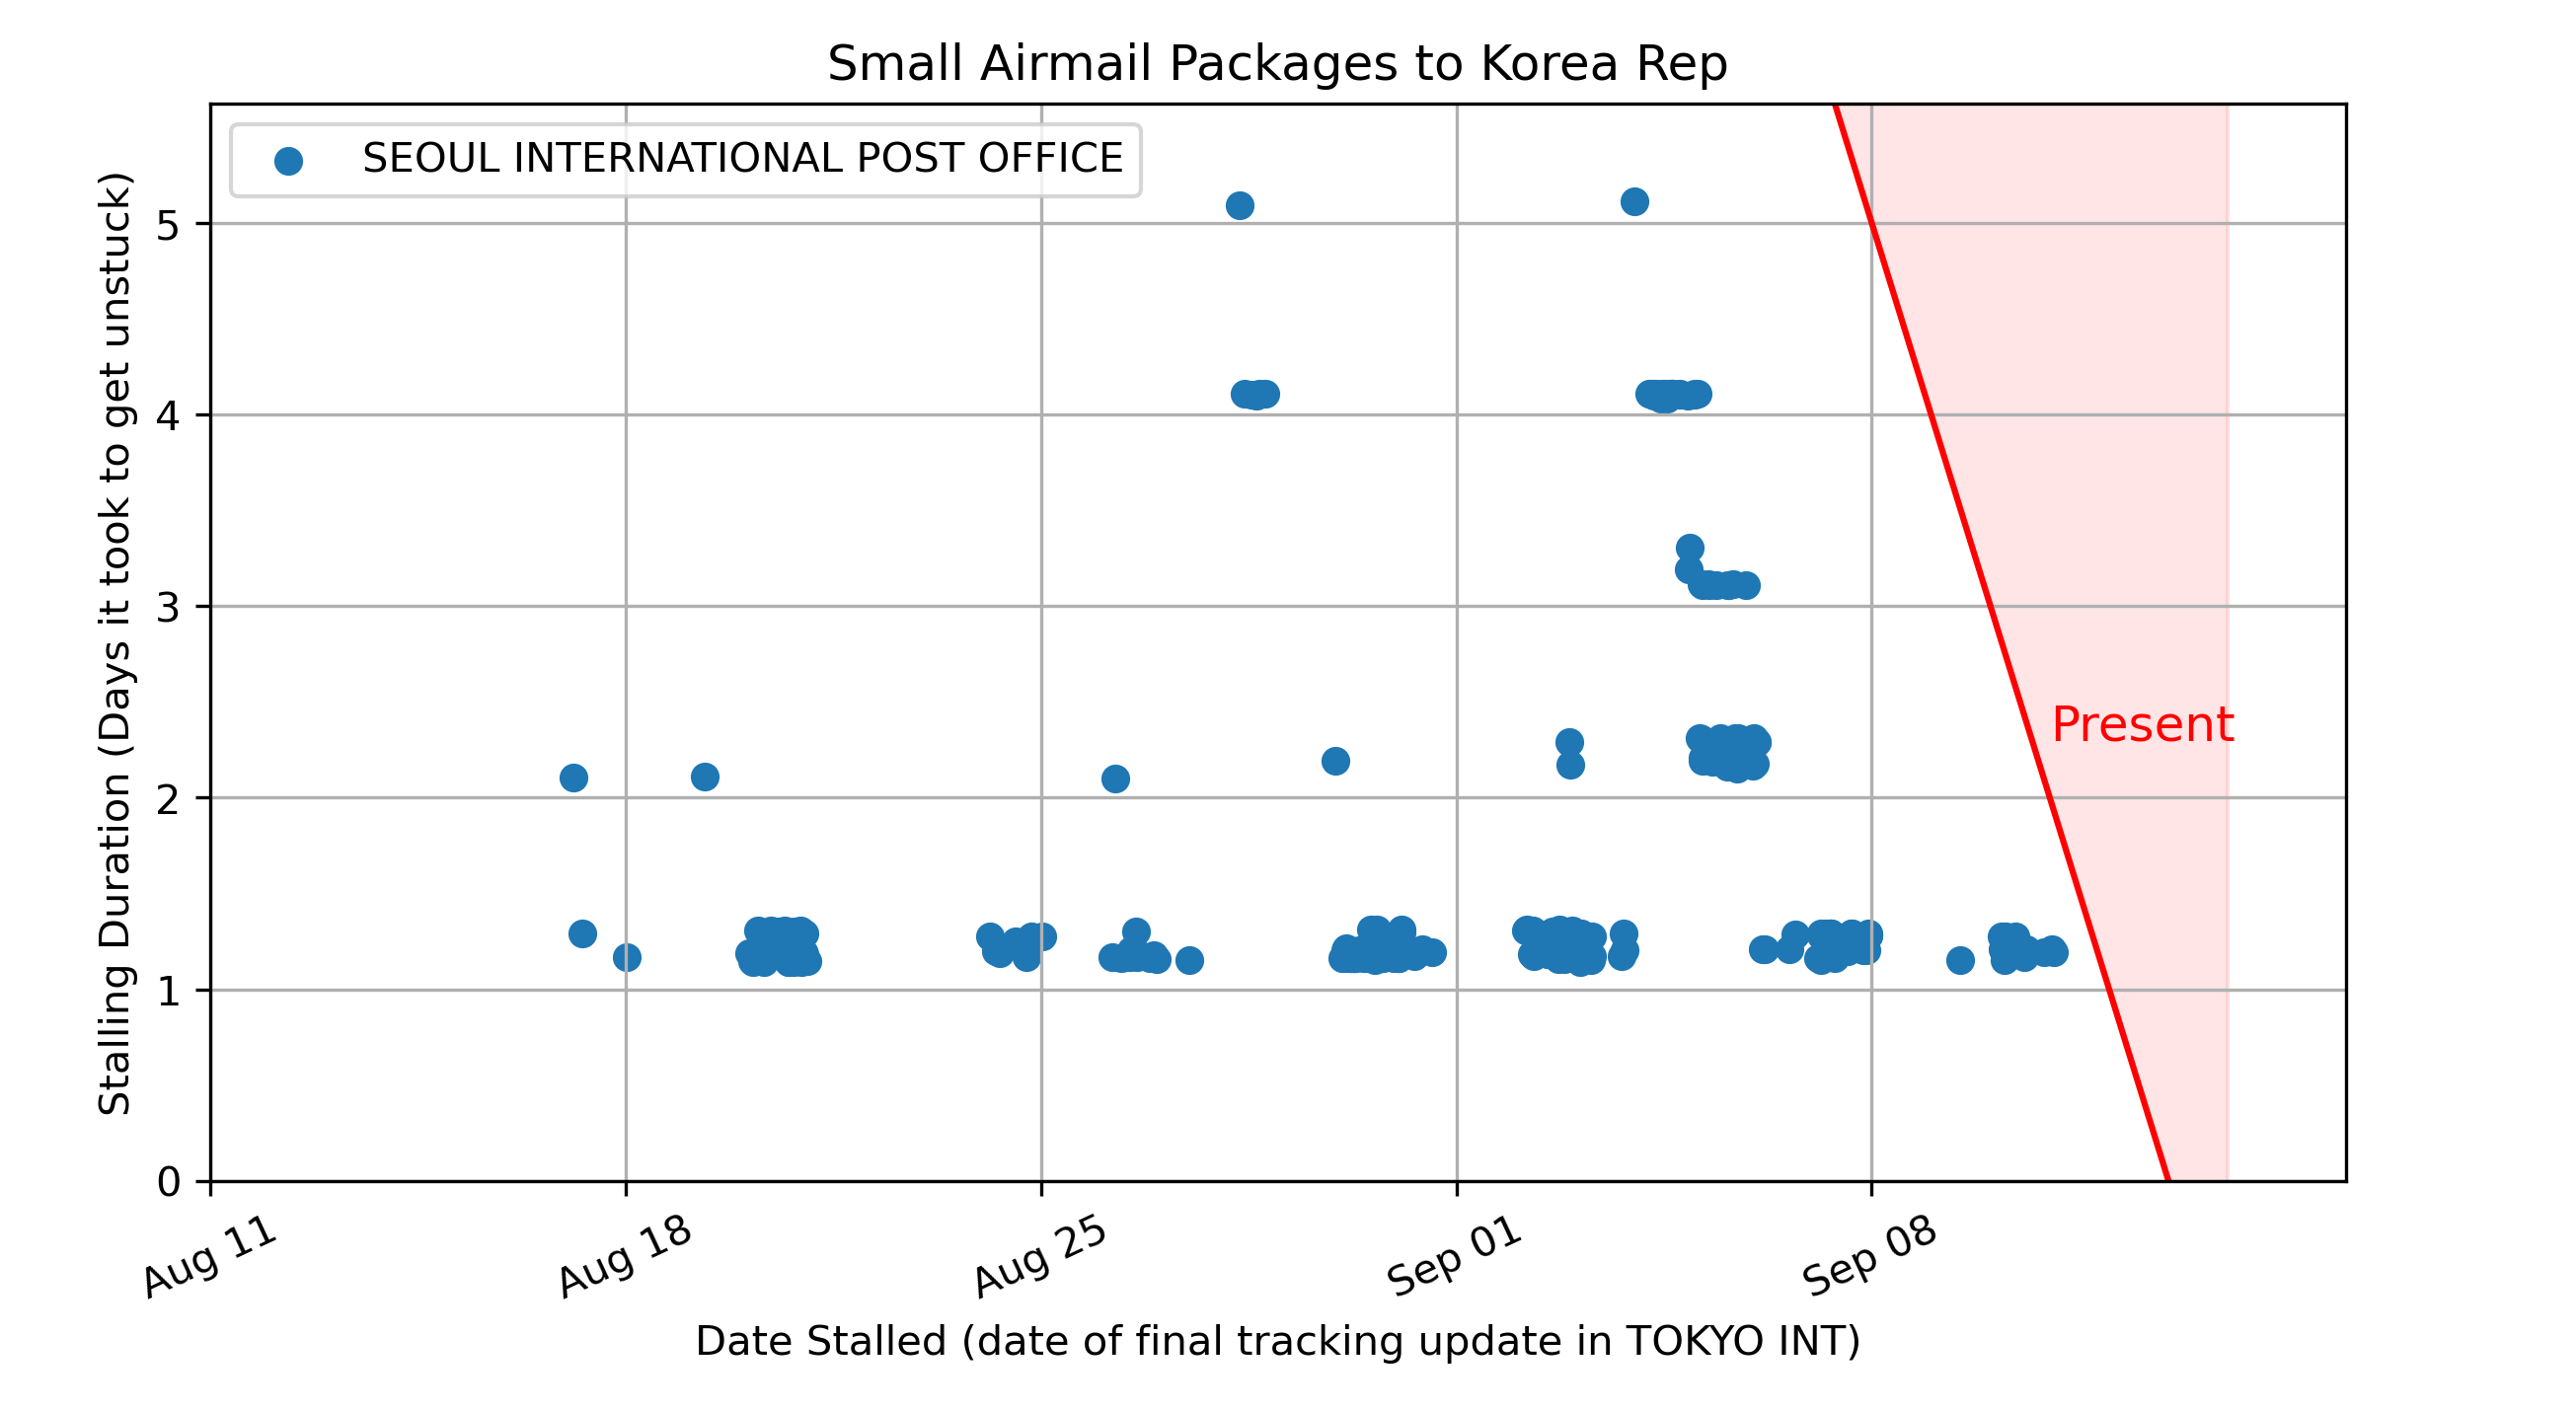 Small Airmail Packages to Korea Rep
SEOUL INTERNATIONAL POST OFFICE
Stalling Duration (Days it took to get unstuck)
5
4
3
2
1
0
Present
Aug 11
Aug 18
Aug 25
Sep 01
Sep 08
Date Stalled (date of final tracking update in TOKYO INT)